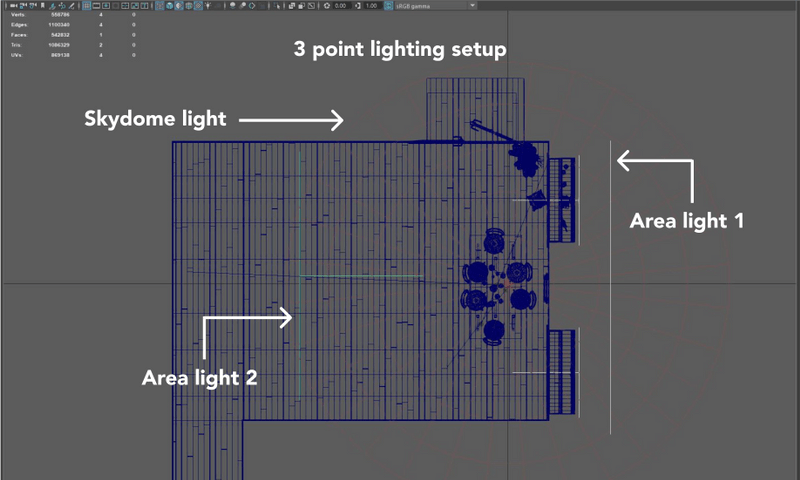 0.00
1.00
sRGB gamma
Verts: 558786 4 0
Edges: 1100340 4 0
Faces: 542832 1 0
Tris: 1086329 2 0
UVs: 869138 4 0
3 point lighting setup
Skydome light
Area light 1
Area light 2